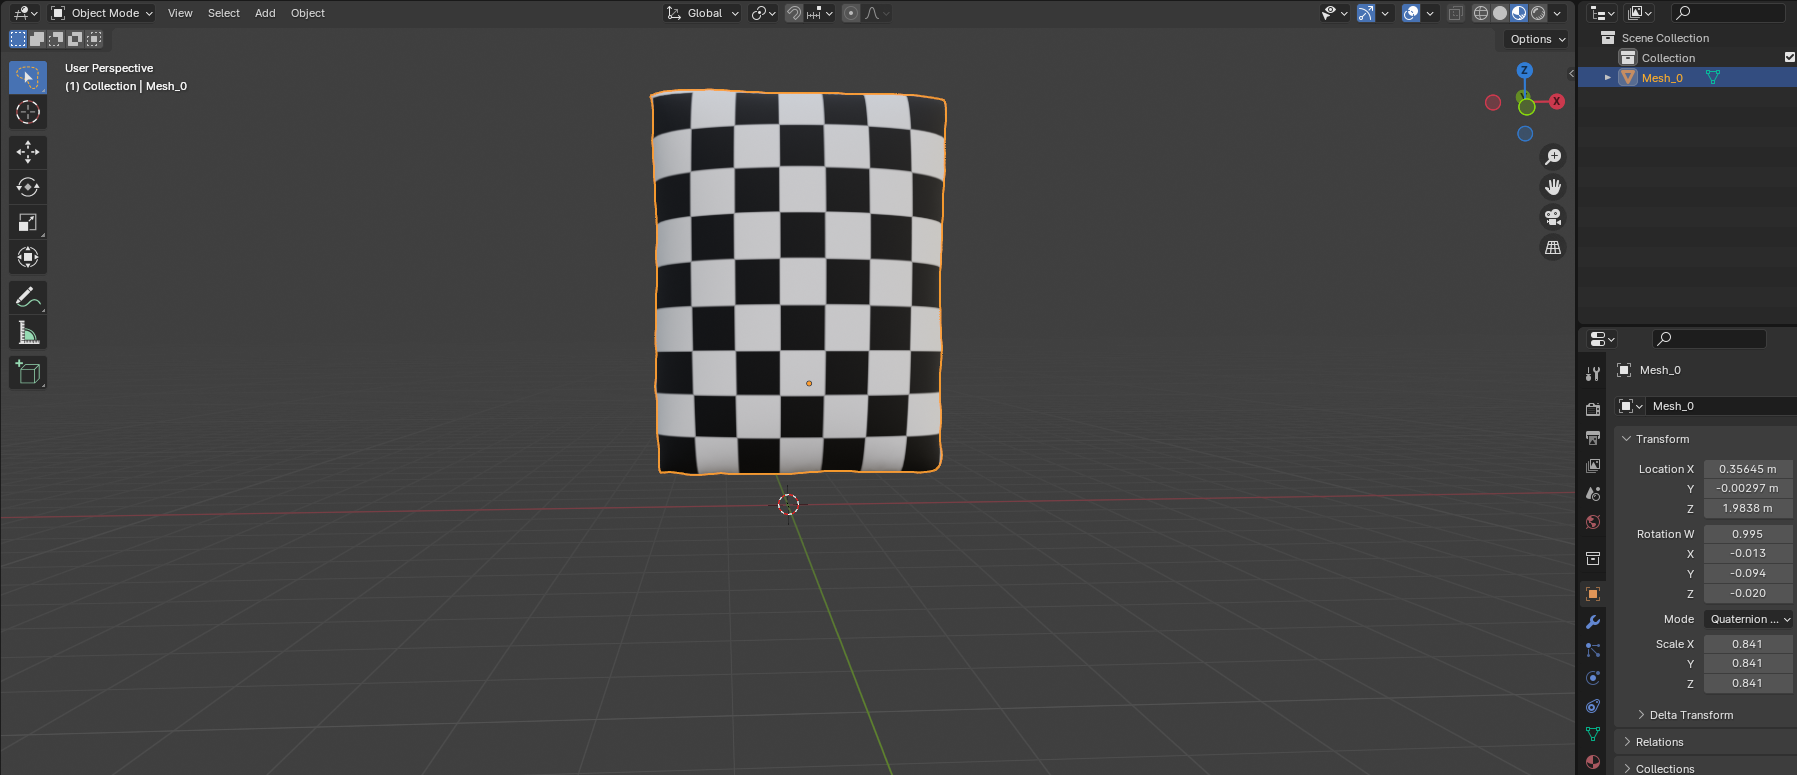 Object Mode
View
Select
Add
Object
Global
Options
User Perspective
(1) Collection | Mesh_0
Z
Y
X
Scene Collection
Collection
Mesh_0
Mesh_0
Mesh_0
Transform
Location X
0.35645 m
Y
-0.00297 m
Z
1.9838 m
Rotation W
0.995
X
-0.013
Y
-0.094
Z
-0.020
Mode
Quaternion ...
Scale X
0.841
Y
0.841
Z
0.841
Delta Transform
Relations
Collections